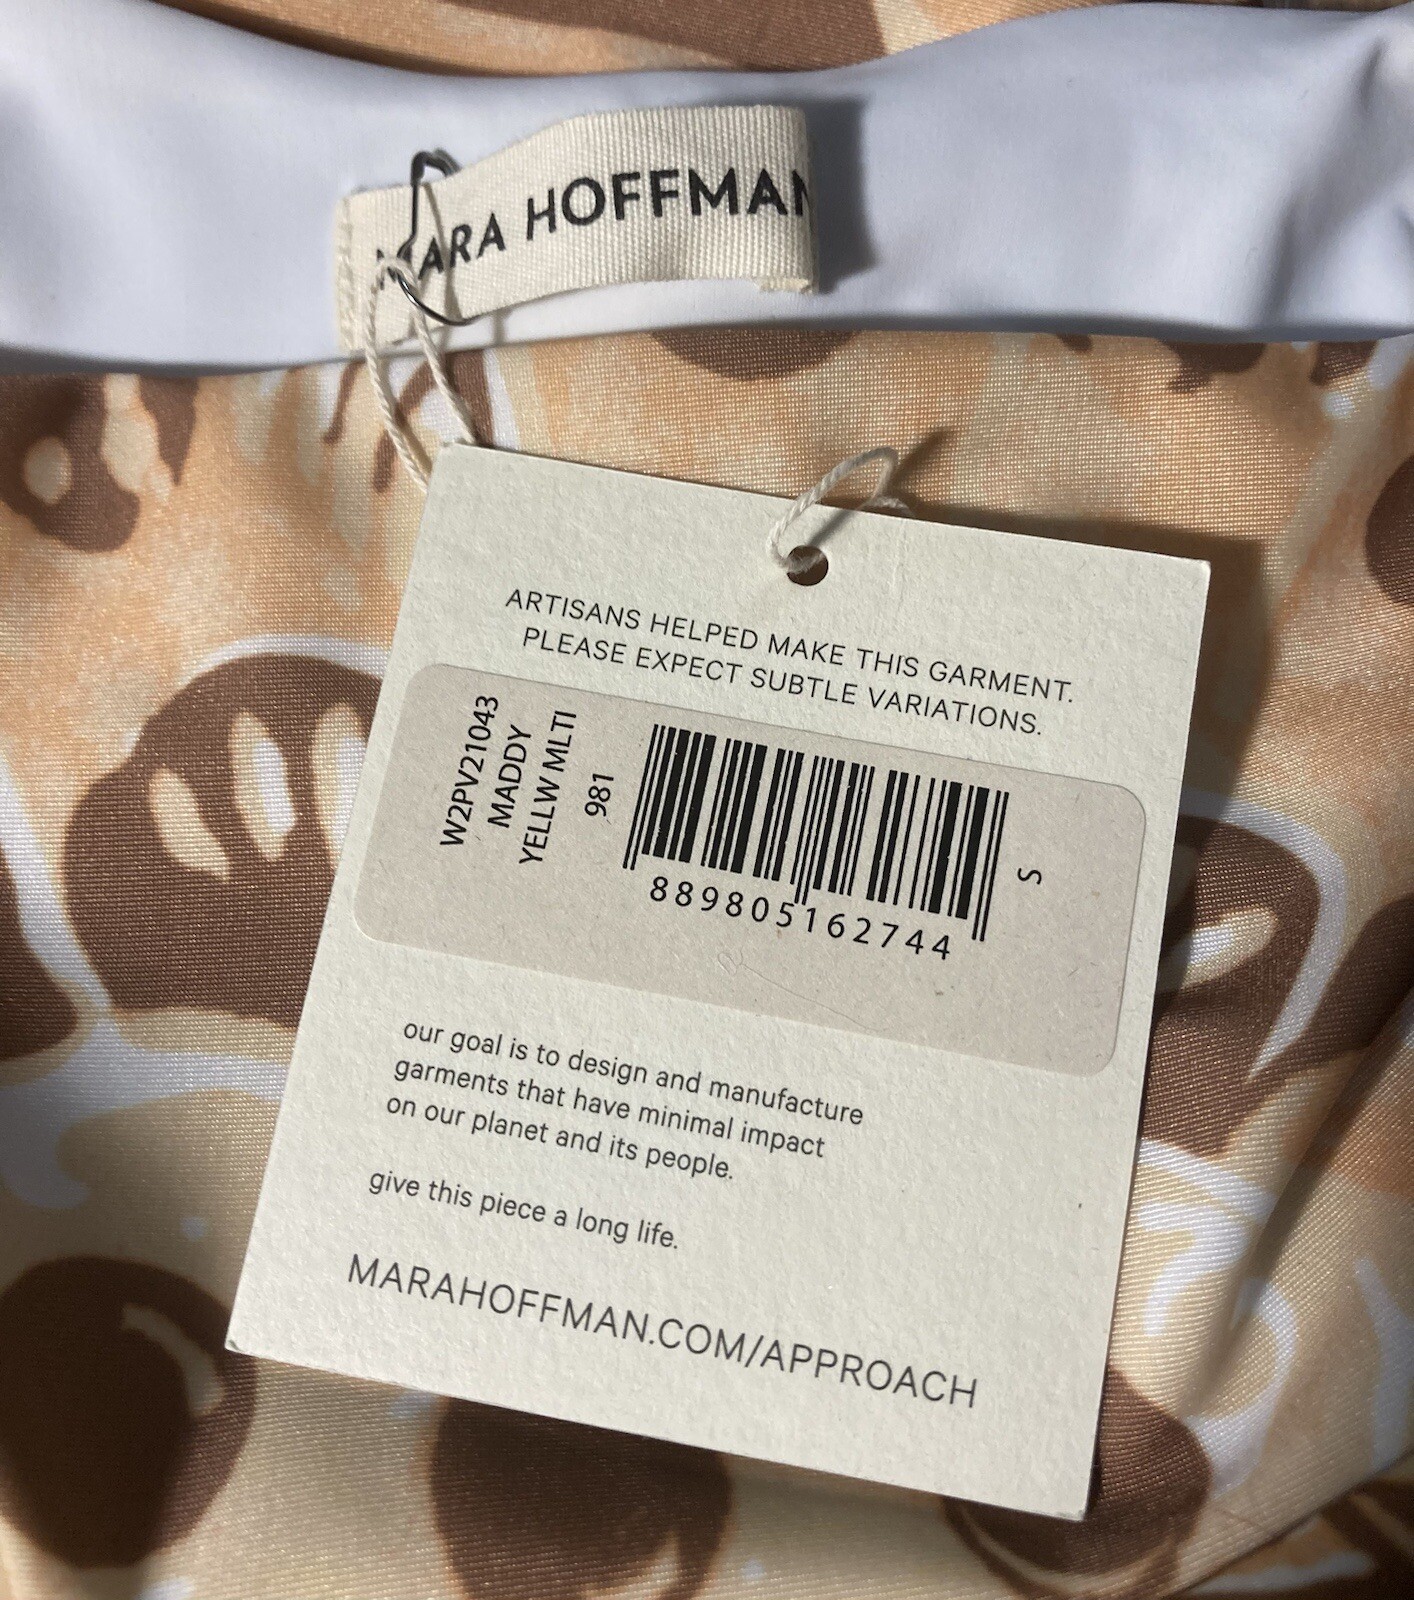 MARA HOFFMAN
ARTISANS HELPED MAKE THIS GARMENT.
PLEASE EXPECT SUBTLE VARIATIONS.
W2PV21043
MADDY
YELLW MLTI
981
889805162744
S
our goal is to design and manufacture
garments that have minimal impact
on our planet and its people.
give this piece a long life.
MARAHOFFMAN.COM/APPROACH